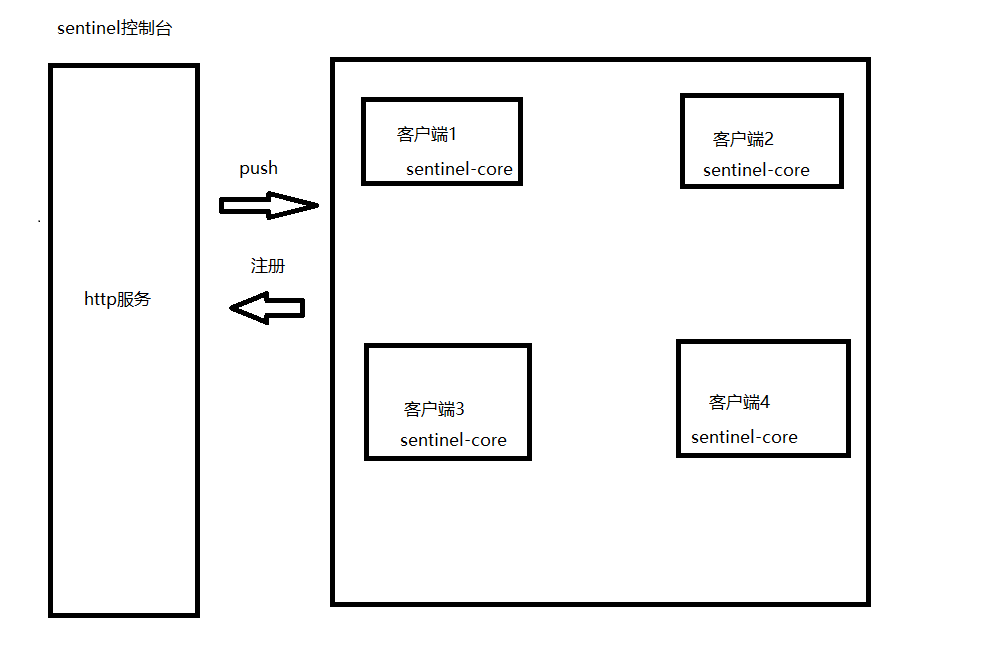 sentinel控制台
客户端1
sentinel-core
客户端2
sentinel-core
push
注册
http服务
客户端3
sentinel-core
客户端4
sentinel-core